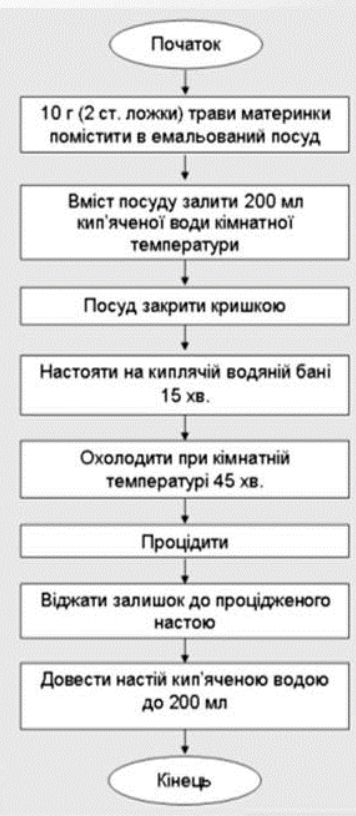 Початок
10 г (2 ст. ложки) трави материнки
помістити в емальований посуд
Вміст посуду залити 200 мл
кип'яченої води кімнатної
температури
Посуд закрити кришкою
Настояти на киплячій водяній бані
15 хв.
Охолодити при кімнатній
температурі 45 хв.
Процідити
Віджати залишок до процідженого
настою
Довести настій кип'яченою водою
до 200 мл
Кінець